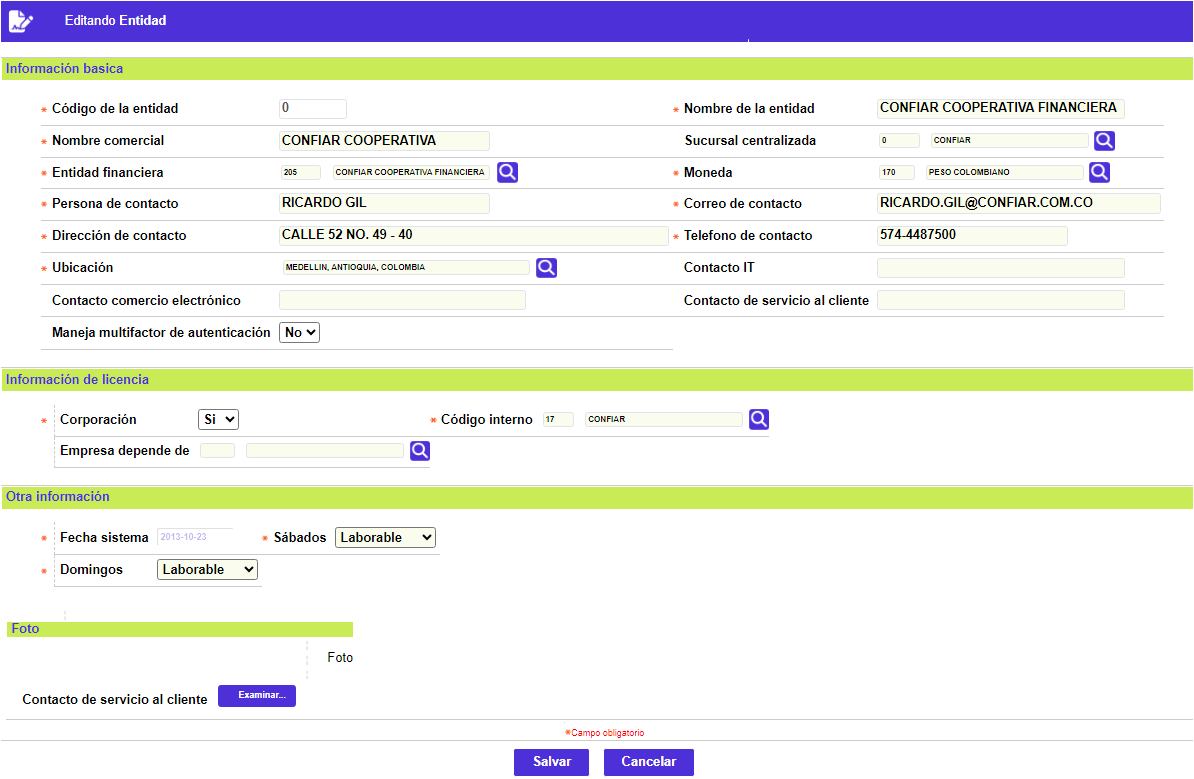 Editando Entidad
Información basica
* Código de la entidad 0 * Nombre de la entidad CONFIAR COOPERATIVA FINANCIERA
* Nombre comercial CONFIAR COOPERATIVA Sucursal centralizada 0 CONFIAR
* Entidad financiera 205 CONFIAR COOPERATIVA FINANCIERA * Moneda 170 PESO COLOMBIANO
* Persona de contacto RICARDO GIL * Correo de contacto RICARDO.GIL@CONFIAR.COM.CO
* Dirección de contacto CALLE 52 NO. 49 - 40 * Telefono de contacto 574-4487500
* Ubicación MEDELLIN, ANTIOQUIA, COLOMBIA Contacto IT
Contacto comercio electrónico Contacto de servicio al cliente
Maneja multifactor de autenticación No
Información de licencia
* Corporación Si * Código interno 17 CONFIAR
Empresa depende de
Otra información
* Fecha sistema 2013-10-23 * Sábados Laborable
* Domingos Laborable
Foto
Foto
Contacto de servicio al cliente Examinar...
*Campo obligatorio
Salvar Cancelar